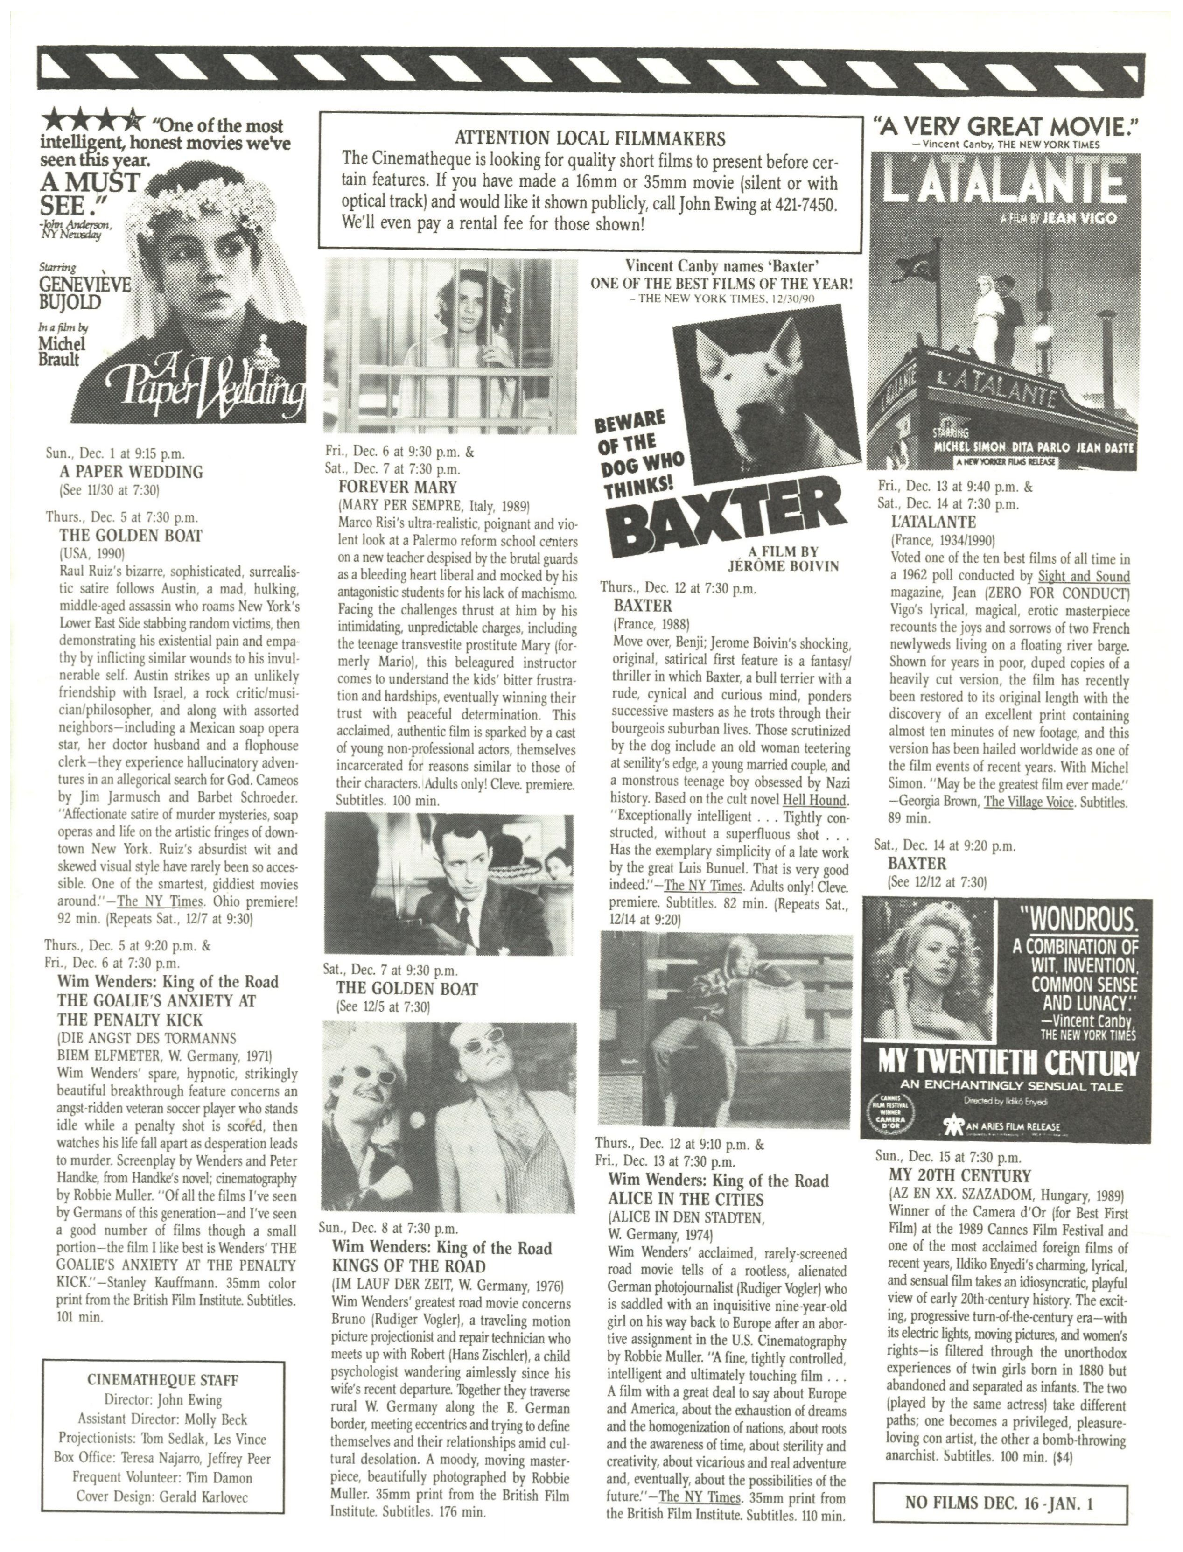 ★★★★ "One of the most
intelligent, honest movies we've
seen this year.
A MUST
SEE."
-John Anderson,
NY Newsday
Starring
GENEVIÈVE
BUJOLD
In a film by
Michel
Brault
A
Paper Wedding
Sun., Dec. 1 at 9:15 p.m.
A PAPER WEDDING
(See 11/30 at 7:30)
Thurs., Dec. 5 at 7:30 p.m.
THE GOLDEN BOAT
(USA, 1990)
Raul Ruiz's bizarre, sophisticated, surrealis-
tic satire follows Austin, a mad, hulking,
middle-aged assassin who roams New York's
Lower East Side stabbing random victims, then
demonstrating his existential pain and empa-
thy by inflicting similar wounds to his invul-
nerable self. Austin strikes up an unlikely
friendship with Israel, a rock critic/musi-
cian/philosopher, and along with assorted
neighbors—including a Mexican soap opera
star, her doctor husband and a flophouse
clerk—they experience hallucinatory adven-
tures in an allegorical search for God. Cameos
by Jim Jarmusch and Barbet Schroeder.
"Affectionate satire of murder mysteries, soap
operas and life on the artistic fringes of down-
town New York. Ruiz's absurdist wit and
skewed visual style have rarely been so acces-
sible. One of the smartest, giddiest movies
around."—The NY Times. Ohio premiere!
92 min. (Repeats Sat., 12/7 at 9:30)
Thurs., Dec. 5 at 9:20 p.m. &
Fri., Dec. 6 at 7:30 p.m.
Wim Wenders: King of the Road
THE GOALIE'S ANXIETY AT
THE PENALTY KICK
(DIE ANGST DES TORMANNS
BIEM ELFMETER, W. Germany, 1971)
Wim Wenders' spare, hypnotic, strikingly
beautiful breakthrough feature concerns an
angst-ridden veteran soccer player who stands
idle while a penalty shot is scored, then
watches his life fall apart as desperation leads
to murder. Screenplay by Wenders and Peter
Handke, from Handke's novel; cinematography
by Robbie Muller. "Of all the films I've seen
by Germans of this generation—and I've seen
a good number of films though a small
portion—the film I like best is Wenders' THE
GOALIE'S ANXIETY AT THE PENALTY
KICK."—Stanley Kauffmann. 35mm color
print from the British Film Institute. Subtitles.
101 min.
CINEMATHEQUE STAFF
Director: John Ewing
Assistant Director: Molly Beck
Projectionists: Tom Sedlak, Les Vince
Box Office: Teresa Najarro, Jeffrey Peer
Frequent Volunteer: Tim Damon
Cover Design: Gerald Karlovec
ATTENTION LOCAL FILMMAKERS
The Cinematheque is looking for quality short films to present before cer-
tain features. If you have made a 16mm or 35mm movie (silent or with
optical track) and would like it shown publicly, call John Ewing at 421-7450.
We'll even pay a rental fee for those shown!
Fri., Dec. 6 at 9:30 p.m. &
Sat., Dec. 7 at 7:30 p.m.
FOREVER MARY
(MARY PER SEMPRE, Italy, 1989)
Marco Risi's ultra-realistic, poignant and vio-
lent look at a Palermo reform school centers
on a new teacher despised by the brutal guards
as a bleeding heart liberal and mocked by his
antagonistic students for his lack of machismo.
Facing the challenges thrust at him by his
intimidating, unpredictable charges, including
the teenage transvestite prostitute Mary (for-
merly Mario), this beleagured instructor
comes to understand the kids' bitter frustra-
tion and hardships, eventually winning their
trust with peaceful determination. This
acclaimed, authentic film is sparked by a cast
of young non-professional actors, themselves
incarcerated for reasons similar to those of
their characters. Adults only! Cleve. premiere.
Subtitles. 100 min.
Sat., Dec. 7 at 9:30 p.m.
THE GOLDEN BOAT
(See 12/5 at 7:30)
Sun., Dec. 8 at 7:30 p.m.
Wim Wenders: King of the Road
KINGS OF THE ROAD
(IM LAUF DER ZEIT, W. Germany, 1976)
Wim Wenders' greatest road movie concerns
Bruno (Rudiger Vogler), a traveling motion
picture projectionist and repair technician who
meets up with Robert (Hans Zischler), a child
psychologist wandering aimlessly since his
wife's recent departure. Together they traverse
rural W. Germany along the E. German
border, meeting eccentrics and trying to define
themselves and their relationships amid cul-
tural desolation. A moody, moving master-
piece, beautifully photographed by Robbie
Muller. 35mm print from the British Film
Institute. Subtitles. 176 min.
Vincent Canby names 'Baxter'
ONE OF THE BEST FILMS OF THE YEAR!
– THE NEW YORK TIMES, 12/30/90
BEWARE
OF THE
DOG WHO
THINKS!
BAXTER
A FILM BY
JÉRÔME BOIVIN
Thurs., Dec. 12 at 7:30 p.m.
BAXTER
(France, 1988)
Move over, Benji; Jerome Boivin's shocking,
original, satirical first feature is a fantasy/
thriller in which Baxter, a bull terrier with a
rude, cynical and curious mind, ponders
successive masters as he trots through their
bourgeois suburban lives. Those scrutinized
by the dog include an old woman teetering
at senility's edge, a young married couple, and
a monstrous teenage boy obsessed by Nazi
history. Based on the cult novel Hell Hound.
"Exceptionally intelligent . . . Tightly con-
structed, without a superfluous shot . . .
Has the exemplary simplicity of a late work
by the great Luis Bunuel. That is very good
indeed."—The NY Times. Adults only! Cleve.
premiere. Subtitles. 82 min. (Repeats Sat.,
12/14 at 9:20)
Thurs., Dec. 12 at 9:10 p.m. &
Fri., Dec. 13 at 7:30 p.m.
Wim Wenders: King of the Road
ALICE IN THE CITIES
(ALICE IN DEN STADTEN,
W. Germany, 1974)
Wim Wenders' acclaimed, rarely-screened
road movie tells of a rootless, alienated
German photojournalist (Rudiger Vogler) who
is saddled with an inquisitive nine-year-old
girl on his way back to Europe after an abor-
tive assignment in the U.S. Cinematography
by Robbie Muller. "A fine, tightly controlled,
intelligent and ultimately touching film . . .
A film with a great deal to say about Europe
and America, about the exhaustion of dreams
and the homogenization of nations, about roots
and the awareness of time, about sterility and
creativity, about vicarious and real adventure
and, eventually, about the possibilities of the
future."—The NY Times. 35mm print from
the British Film Institute. Subtitles. 110 min.
"A VERY GREAT MOVIE."
— Vincent Canby, THE NEW YORK TIMES
L'ATALANTE
A FILM BY JEAN VIGO
L'ATALANTE
STARRING
MICHEL SIMON DITA PARLO JEAN DASTE
A NEW YORKER FILMS RELEASE
Fri., Dec. 13 at 9:40 p.m. &
Sat., Dec. 14 at 7:30 p.m.
L'ATALANTE
(France, 1934/1990)
Voted one of the ten best films of all time in
a 1962 poll conducted by Sight and Sound
magazine, Jean (ZERO FOR CONDUCT)
Vigo's lyrical, magical, erotic masterpiece
recounts the joys and sorrows of two French
newlyweds living on a floating river barge.
Shown for years in poor, duped copies of a
heavily cut version, the film has recently
been restored to its original length with the
discovery of an excellent print containing
almost ten minutes of new footage, and this
version has been hailed worldwide as one of
the film events of recent years. With Michel
Simon. "May be the greatest film ever made."
—Georgia Brown, The Village Voice. Subtitles.
89 min.
Sat., Dec. 14 at 9:20 p.m.
BAXTER
(See 12/12 at 7:30)
"WONDROUS.
A COMBINATION OF
WIT, INVENTION,
COMMON SENSE
AND LUNACY."
—Vincent Canby
THE NEW YORK TIMES
MY TWENTIETH CENTURY
AN ENCHANTINGLY SENSUAL TALE
Directed by Ildikó Enyedi
CANNES
FILM FESTIVAL
WINNER
CAMERA
D'OR
AN ARIES FILM RELEASE
Sun., Dec. 15 at 7:30 p.m.
MY 20TH CENTURY
(AZ EN XX. SZAZADOM, Hungary, 1989)
Winner of the Camera d'Or (for Best First
Film) at the 1989 Cannes Film Festival and
one of the most acclaimed foreign films of
recent years, Ildiko Enyedi's charming, lyrical,
and sensual film takes an idiosyncratic, playful
view of early 20th-century history. The excit-
ing, progressive turn-of-the-century era—with
its electric lights, moving pictures, and women's
rights—is filtered through the unorthodox
experiences of twin girls born in 1880 but
abandoned and separated as infants. The two
(played by the same actress) take different
paths; one becomes a privileged, pleasure-
loving con artist, the other a bomb-throwing
anarchist. Subtitles. 100 min. ($4)
NO FILMS DEC. 16 - JAN. 1